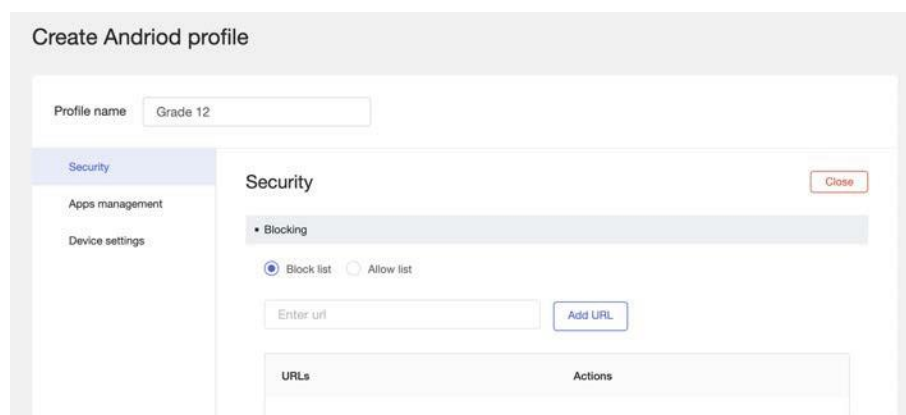 Create Andriod profile
Profile name Grade 12
Security
Apps management
Device settings
Security Close
▪ Blocking
Block list Allow list
Enter url Add URL
URLs Actions